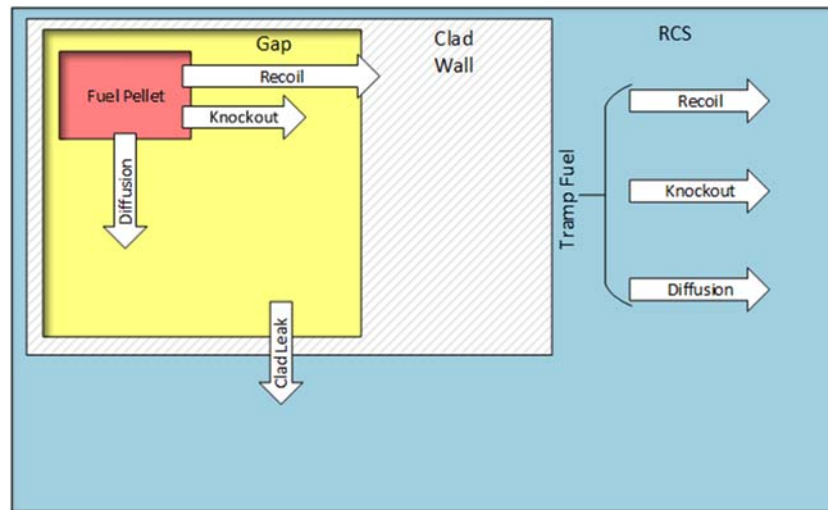 Gap
Clad
Wall
RCS
Fuel Pellet
Recoil
Knockout
Diffusion
Clad Leak
Tramp Fuel
Recoil
Knockout
Diffusion